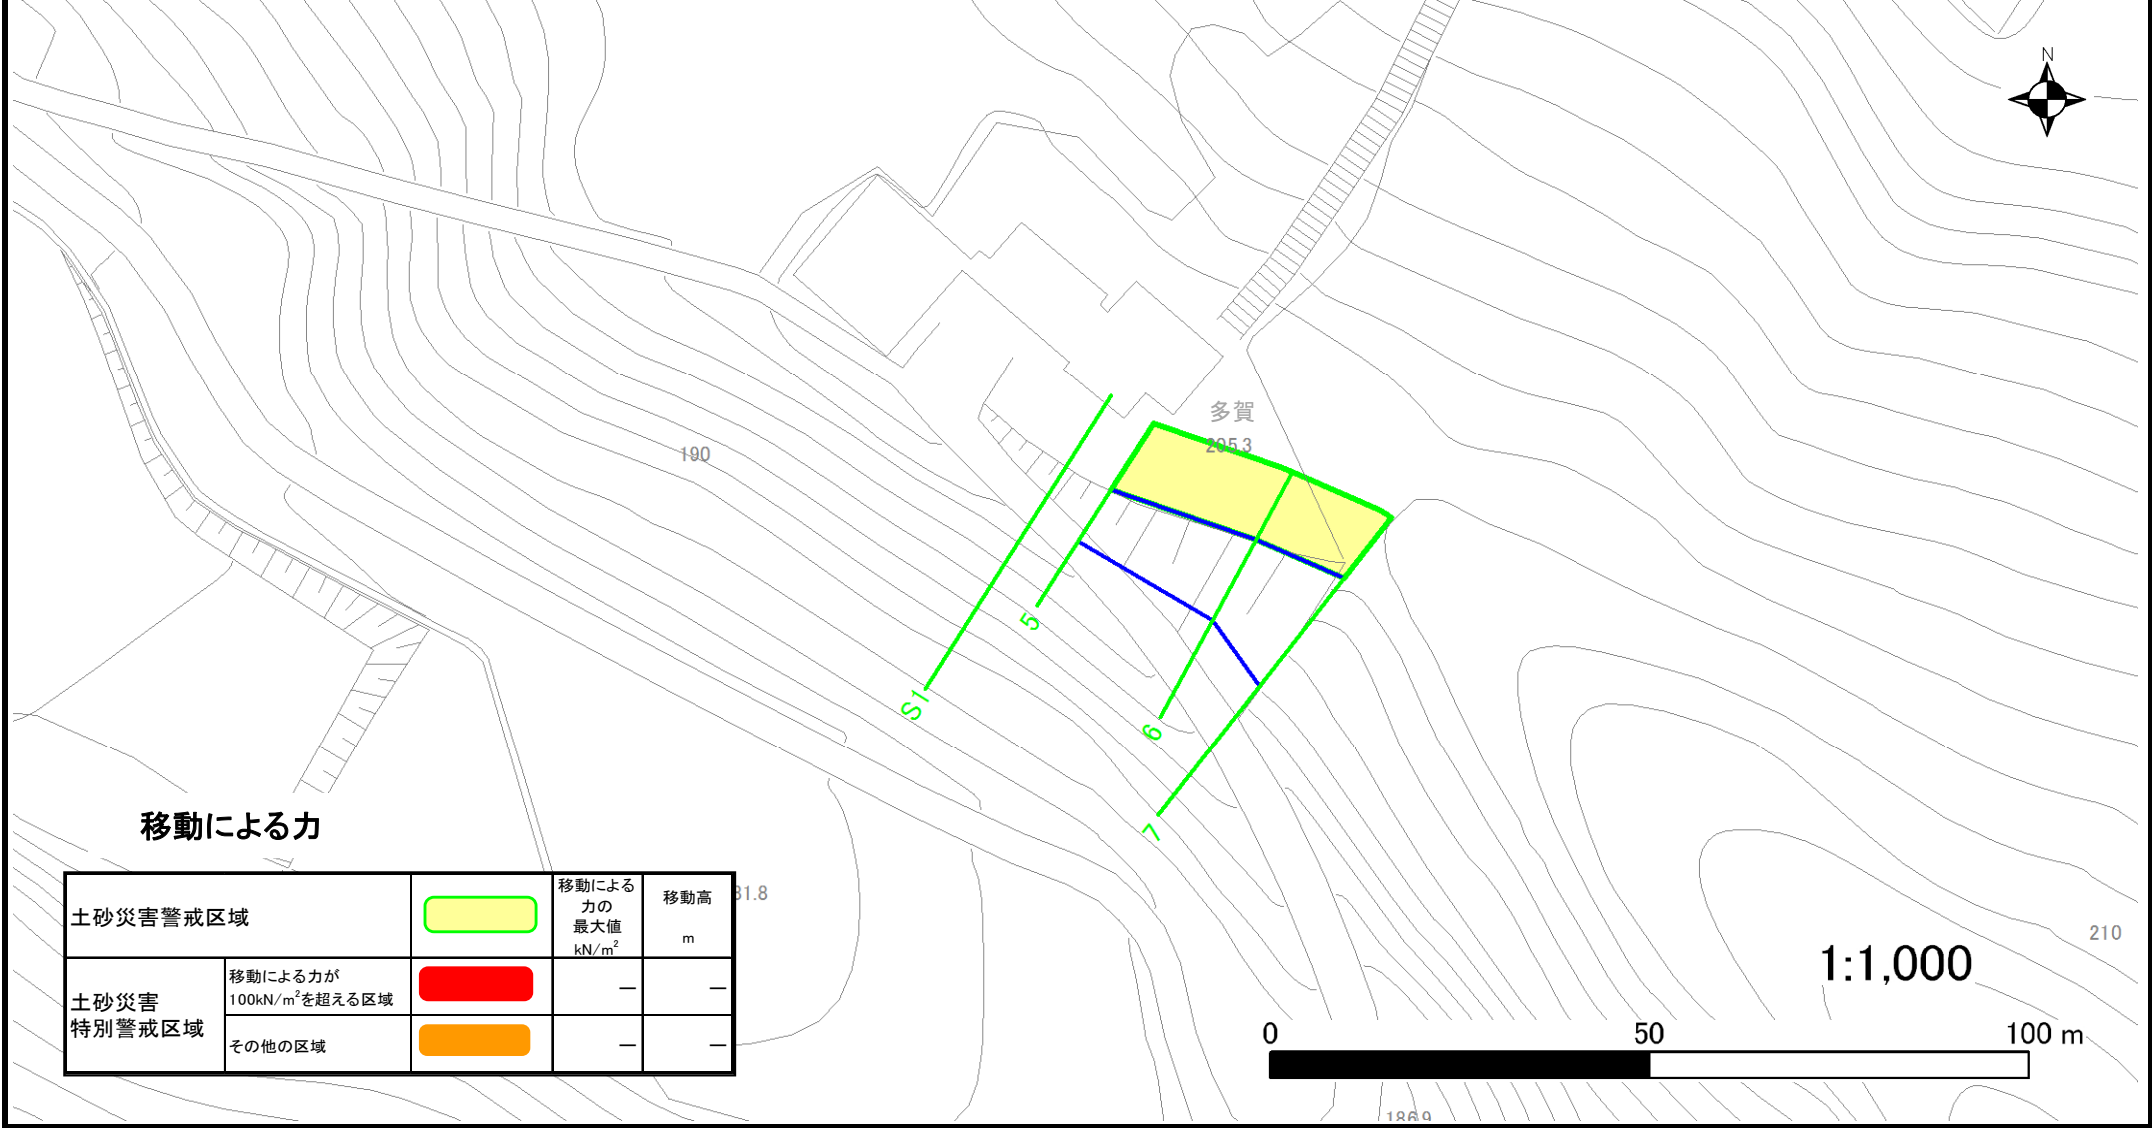 N
多賀
205.3
190
5
S1
6
7
移動による力
土砂災害警戒区域
移動による
力の
最大値
kN/m²
移動高
m
31.8
土砂災害
特別警戒区域
移動による力が
100kN/m²を超える区域
―
―
その他の区域
―
―
210
1:1,000
0
50
100 m
186.9